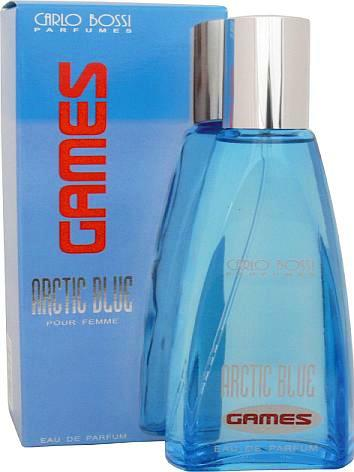 CARLO BOSSI
PARFUMES
GAMES
ARCTIC BLUE
POUR FEMME
EAU DE PARFUM
CARLO BOSSI
PARFUMES
ARCTIC BLUE
GAMES
EAU DE PARFUM